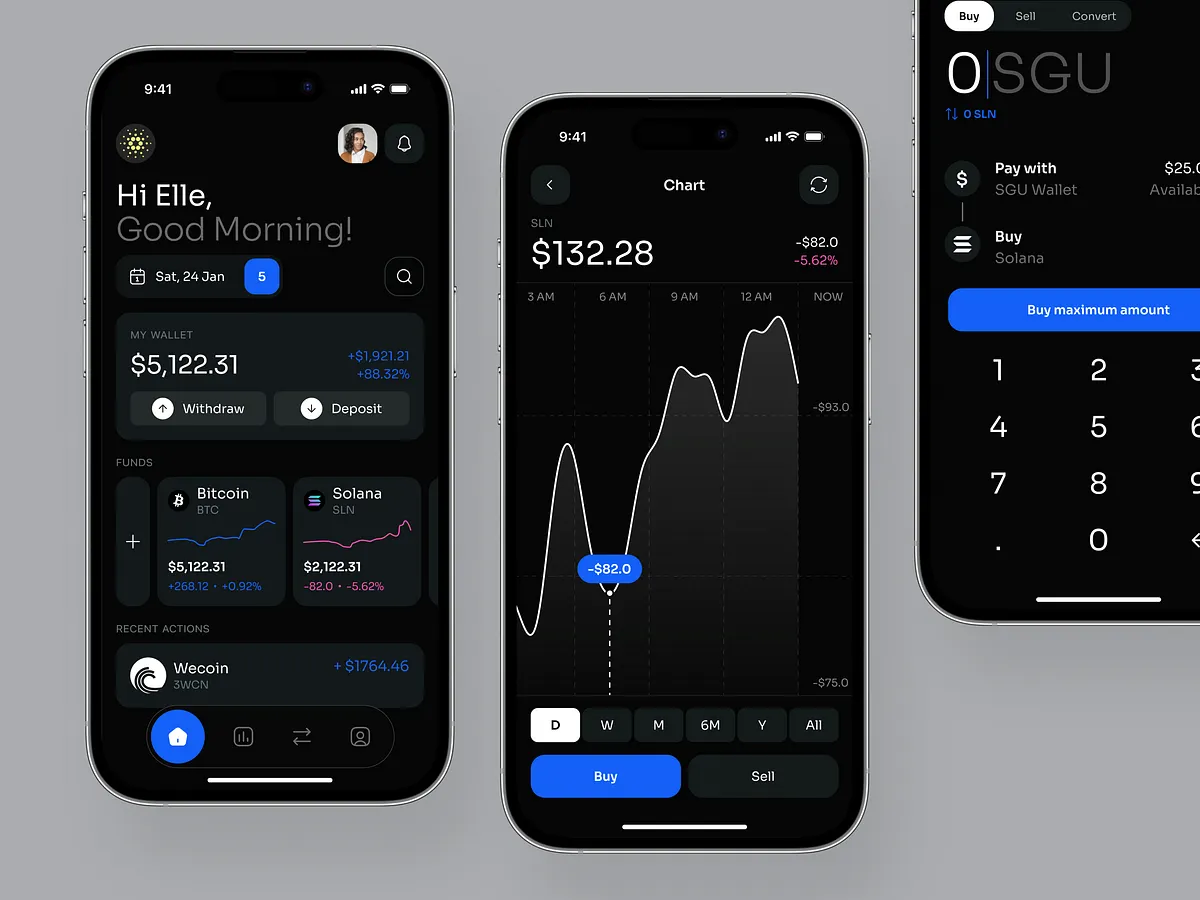 9:41
Hi Elle,
Good Morning!
Sat, 24 Jan 5
MY WALLET
$5,122.31
+$1,921.21
+88.32%
Withdraw Deposit
FUNDS
Bitcoin
BTC
$5,122.31
+268.12 • +0.92%
Solana
SLN
$2,122.31
-82.0 • -5.62%
RECENT ACTIONS
Wecoin
3WCN
+ $1764.46
9:41
Chart
SLN
$132.28
-$82.0
-5.62%
3 AM 6 AM 9 AM 12 AM NOW
-$93.0
-$82.0
-$75.0
D W M 6M Y All
Buy Sell
Buy Sell Convert
0 SGU
0 SLN
$
Pay with
SGU Wallet
$25.0
Availab
Buy
Solana
Buy maximum amount
1 2 3
4 5 6
7 8 9
. 0